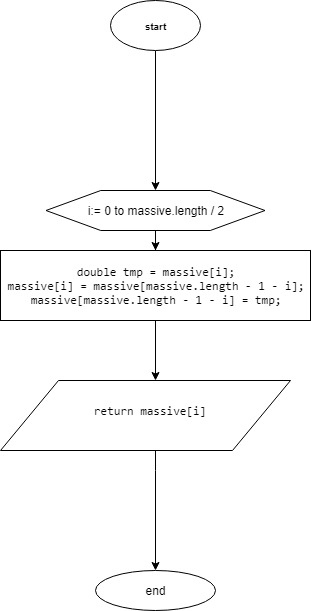 start
i:= 0 to massive.length / 2
double tmp = massive[i];
massive[i] = massive[massive.length - 1 - i];
massive[massive.length - 1 - i] = tmp;
return massive[i]
end